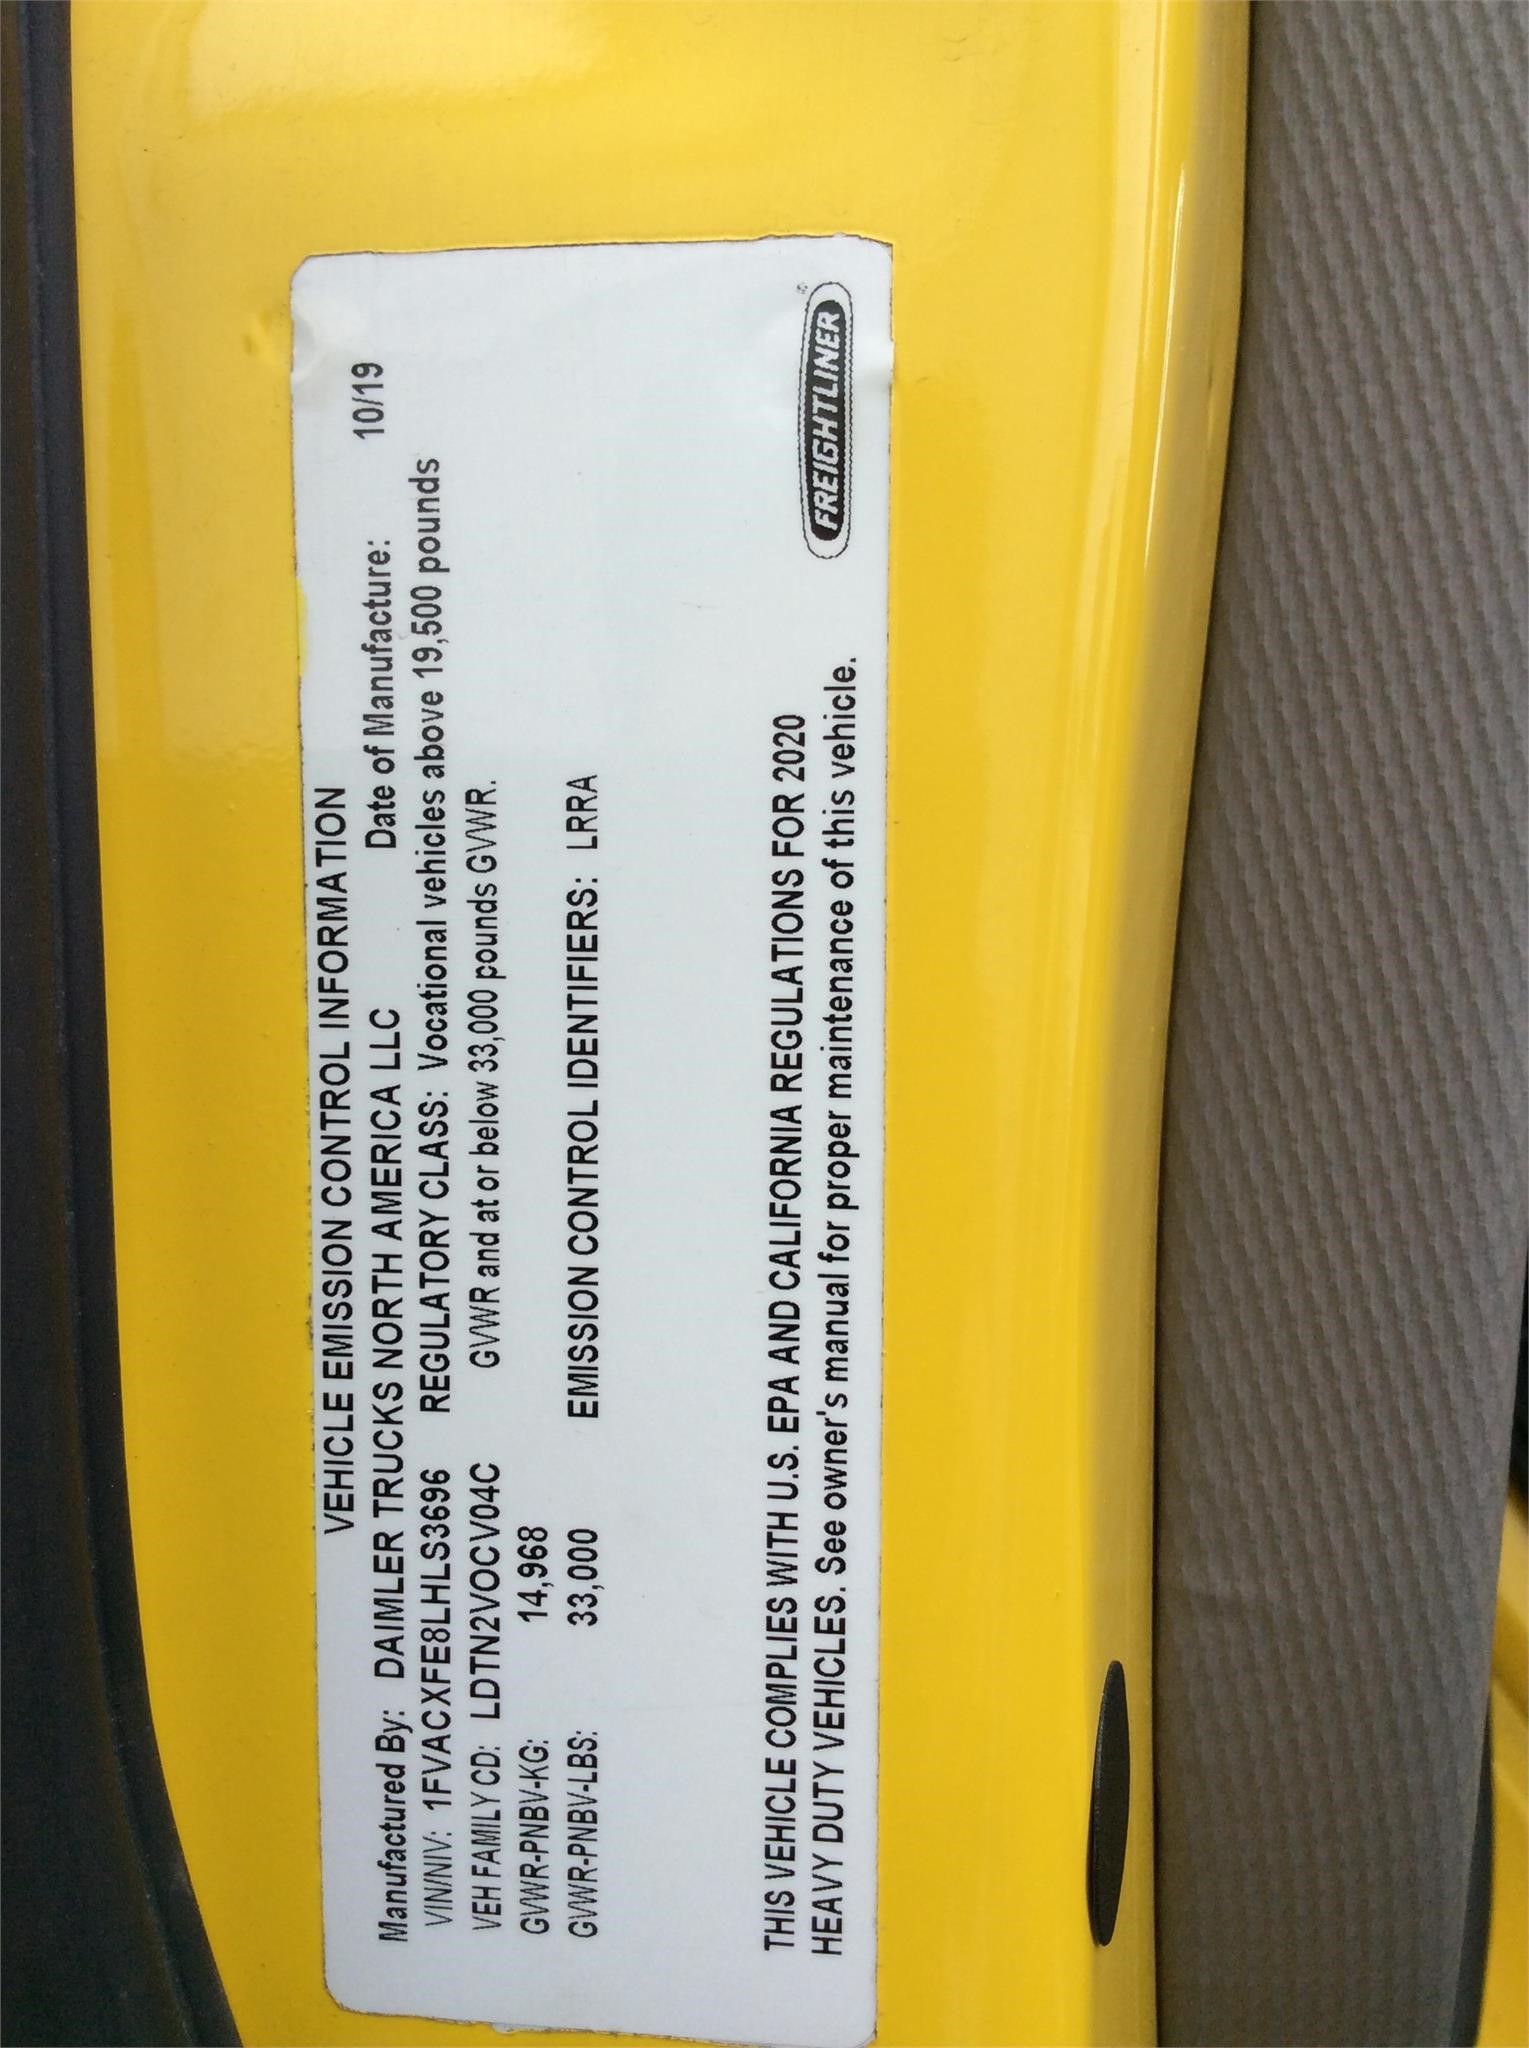 VEHICLE EMISSION CONTROL INFORMATION
Manufactured By: DAIMLER TRUCKS NORTH AMERICA LLC Date of Manufacture: 10/19
VIN/NIV: 1FVACXFE8LHLS3696 REGULATORY CLASS: Vocational vehicles above 19,500 pounds
VEH FAMILY CD: LDTN2VOCV04C GVWR and at or below 33,000 pounds GVWR.
GVWR-PNBV-KG: 14,968
GVWR-PNBV-LBS: 33,000 EMISSION CONTROL IDENTIFIERS: LRRA
THIS VEHICLE COMPLIES WITH U.S. EPA AND CALIFORNIA REGULATIONS FOR 2020
HEAVY DUTY VEHICLES. See owner's manual for proper maintenance of this vehicle.
FREIGHTLINER